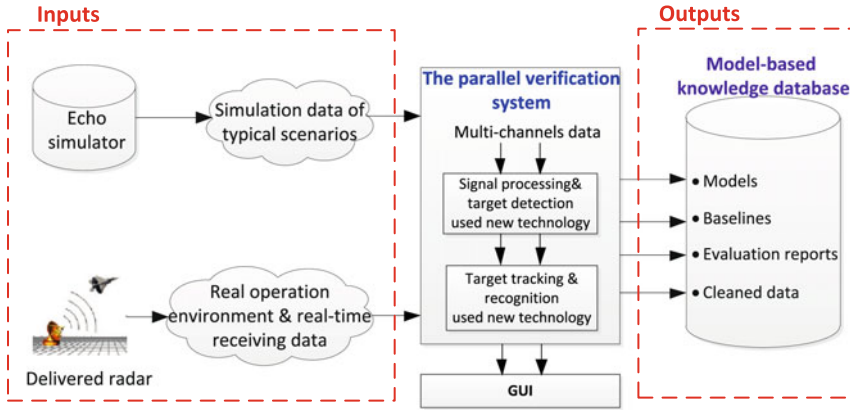 Inputs
Outputs
Echo
simulator
Simulation data of
typical scenarios
Delivered radar
Real operation
environment & real-time
receiving data
The parallel verification
system
Multi-channels data
Signal processing&
target detection
used new technology
Target tracking &
recognition
used new technology
GUI
Model-based
knowledge database
• Models
• Baselines
• Evaluation reports
• Cleaned data